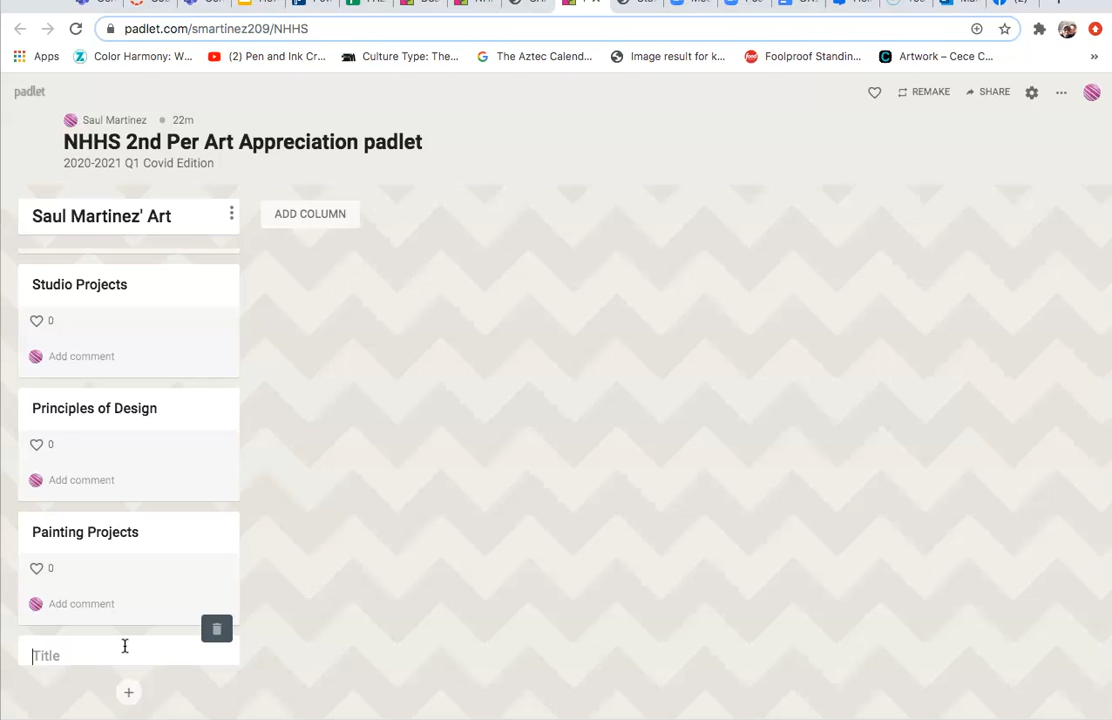 padlet.com/smartinez209/NHHS
Apps
Color Harmony: W...
(2) Pen and Ink Cr...
Culture Type: The...
The Aztec Calend...
Image result for k...
Foolproof Standin...
Artwork – Cece C...
»
padlet
REMAKE
SHARE
Saul Martinez • 22m
NHHS 2nd Per Art Appreciation padlet
2020-2021 Q1 Covid Edition
Saul Martinez' Art
ADD COLUMN
Studio Projects
0
Add comment
Principles of Design
0
Add comment
Painting Projects
0
Add comment
Title
+